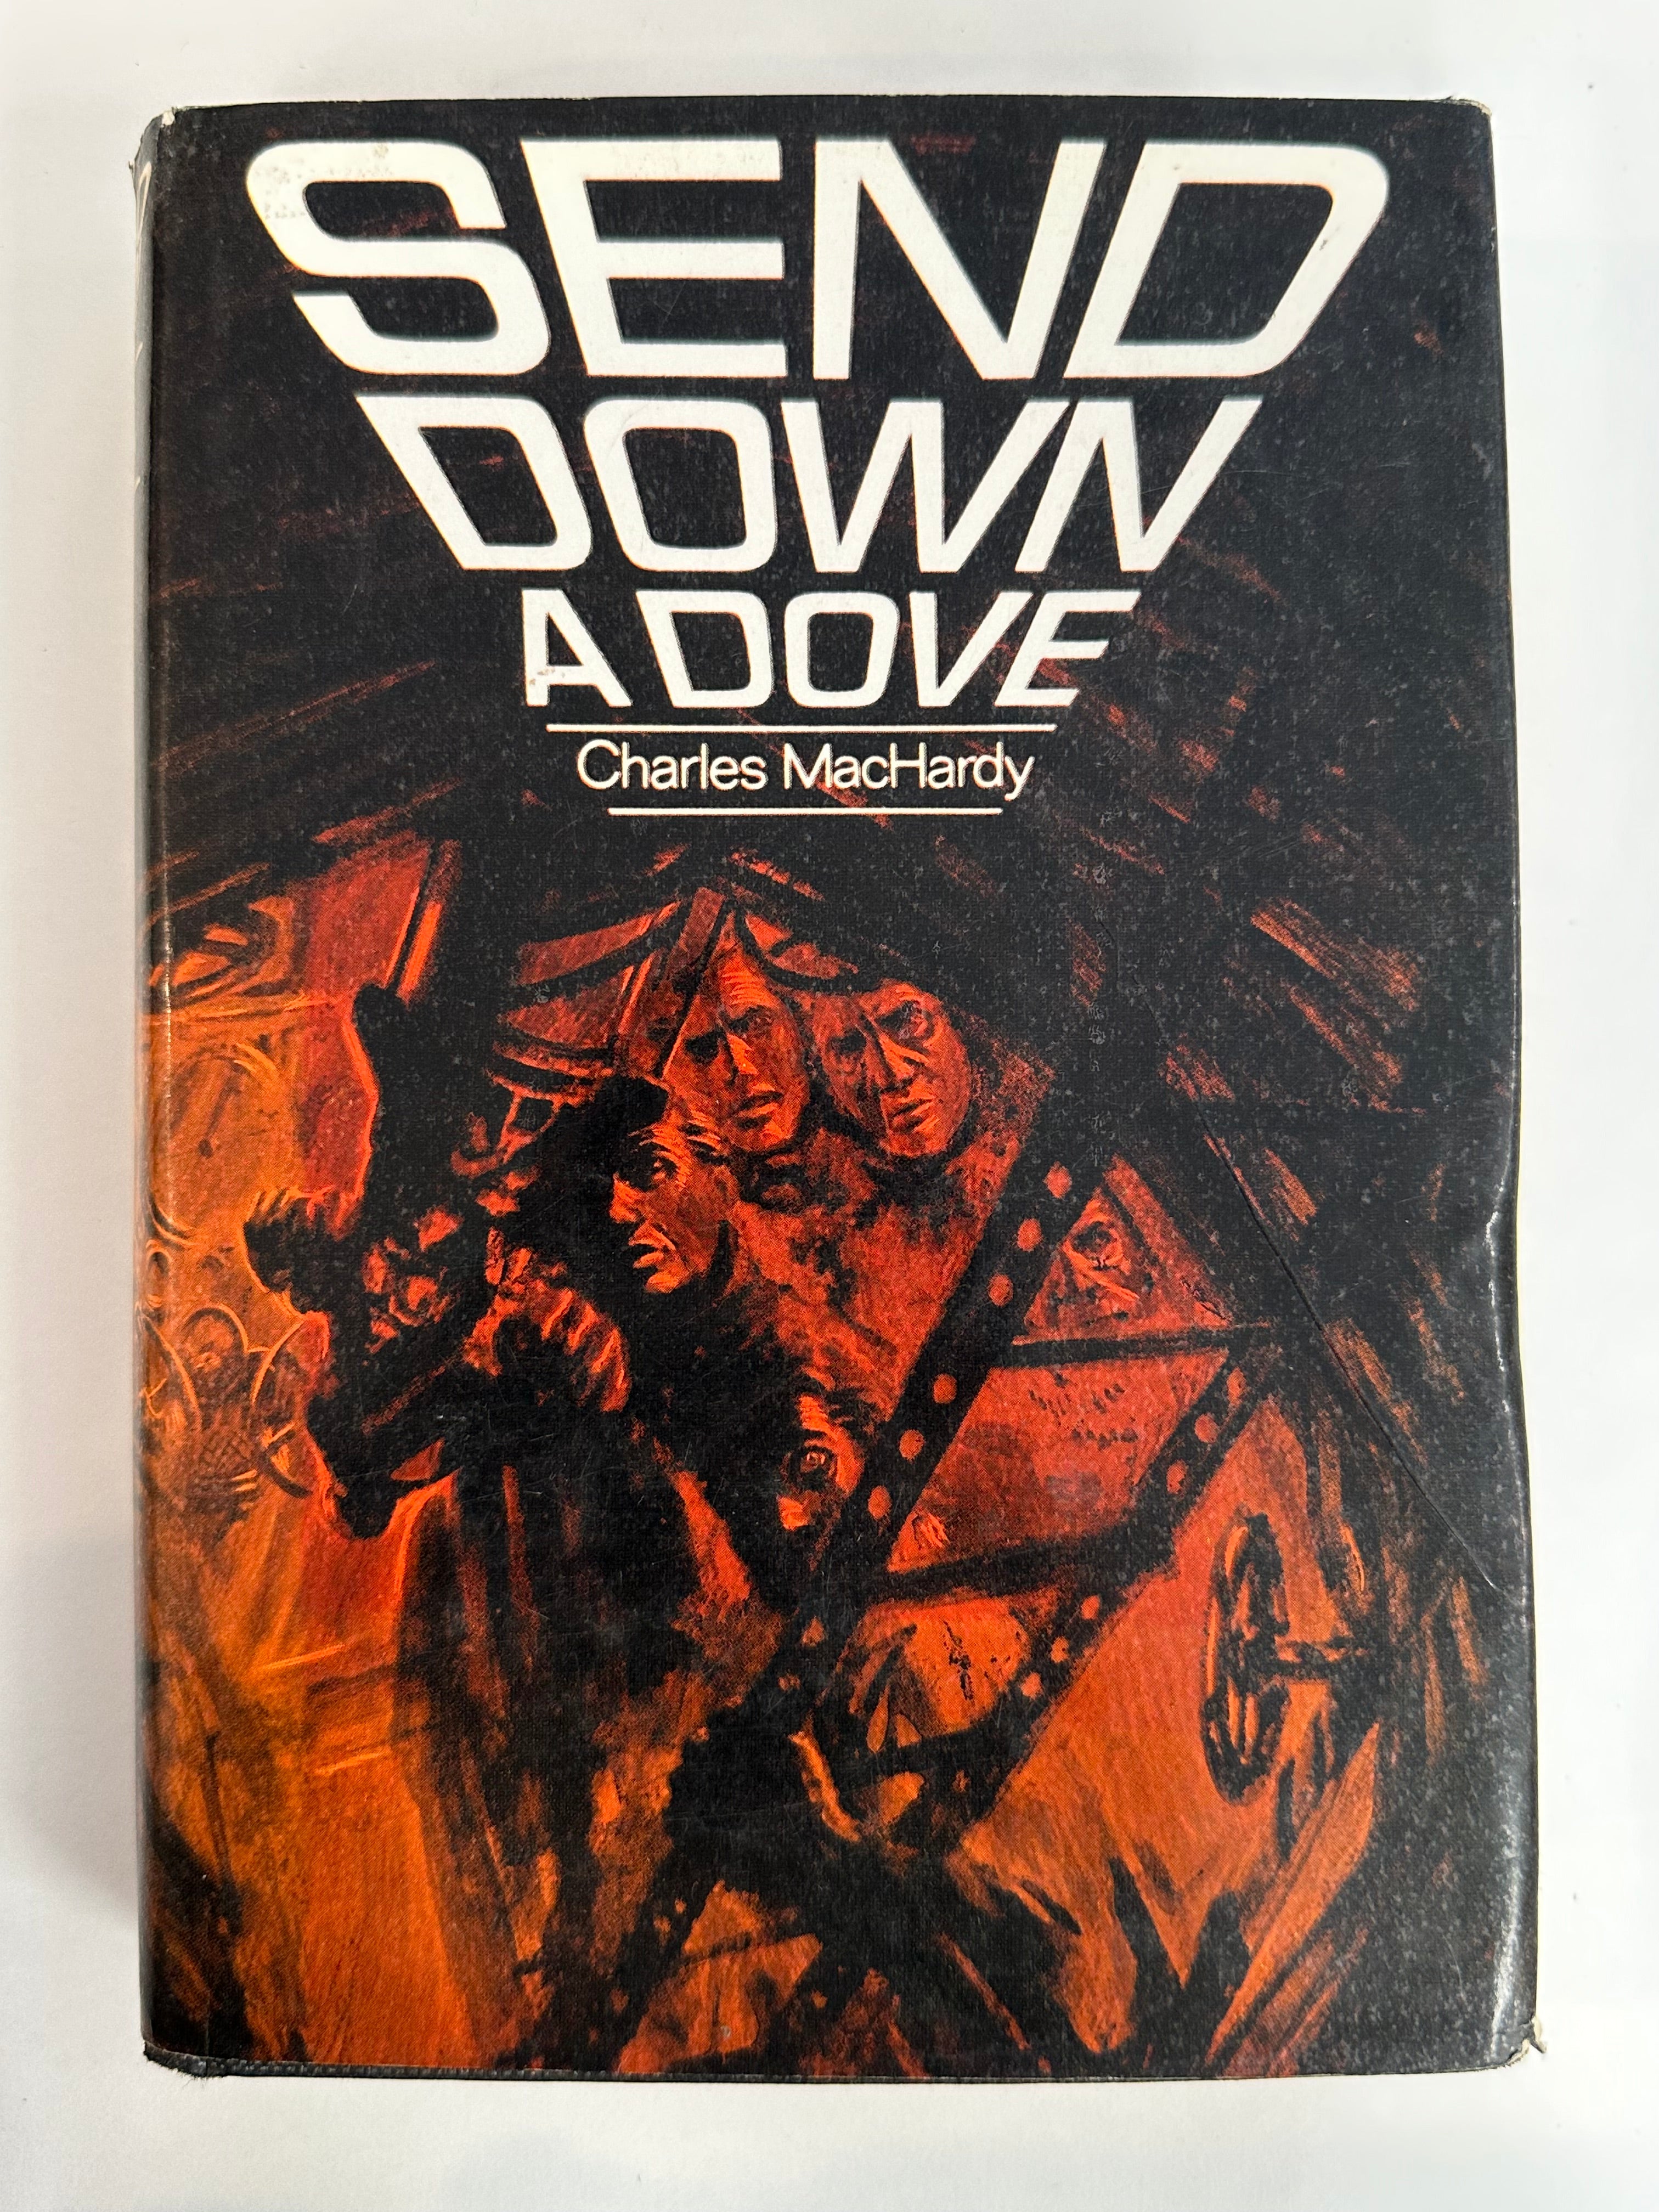 SEND
DOWN
A DOVE
Charles MacHardy